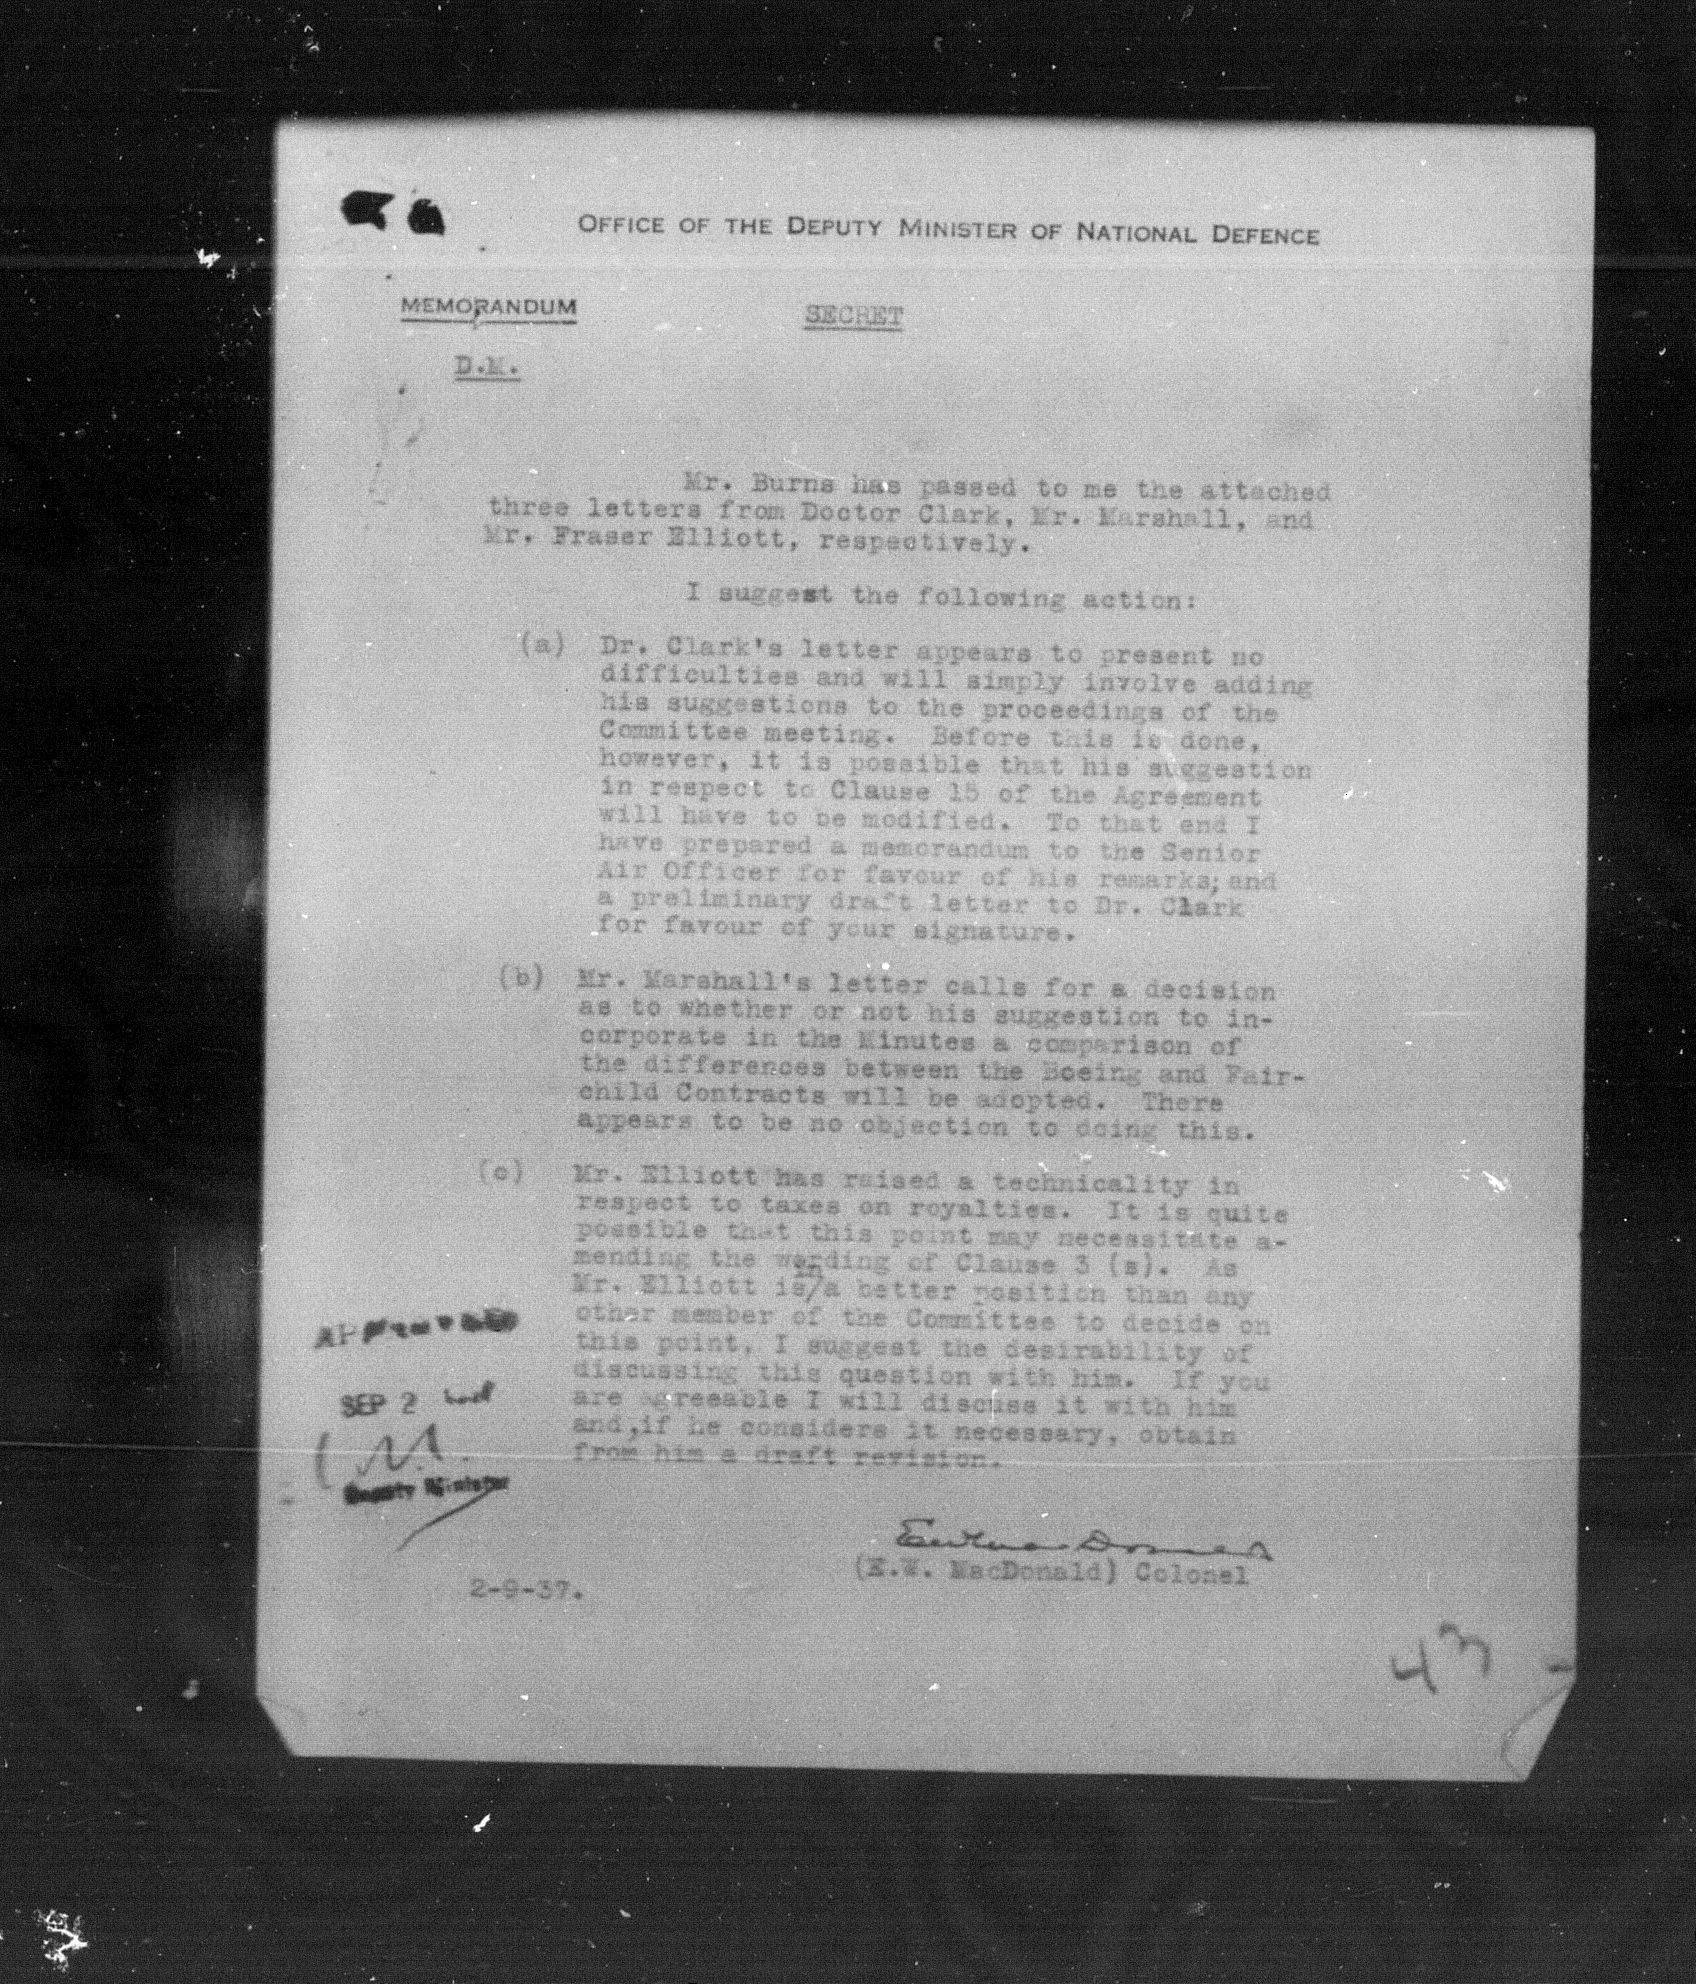 OFFICE OF THE DEPUTY MINISTER OF NATIONAL DEFENCE
MEMORANDUM
SECRET
D.M.
Mr. Burns has passed to me the attached
three letters from Doctor Clark, Mr. Marshall, and
Mr. Fraser Elliott, respectively.
I suggest the following action:
(a) Dr. Clark's letter appears to present no
difficulties and will simply involve adding
his suggestions to the proceedings of the
Committee meeting. Before this is done,
however, it is possible that his suggestion
in respect to Clause 15 of the Agreement
will have to be modified. To that end I
have prepared a memorandum to the Senior
Air Officer for favour of his remarks; and
a preliminary draft letter to Dr. Clark
for favour of your signature.
(b) Mr. Marshall's letter calls for a decision
as to whether or not his suggestion to in-
corporate in the Minutes a comparison of
the differences between the Boeing and Fair-
child Contracts will be adopted. There
appears to be no objection to doing this.
(c) Mr. Elliott has raised a technicality in
respect to taxes on royalties. It is quite
possible that this point may necessitate a-
mending the wording of Clause 3 (s). As
in
Mr. Elliott is/a better position than any
other member of the Committee to decide on
this point, I suggest the desirability of
discussing this question with him. If you
are agreeable I will discuss it with him
and, if he considers it necessary, obtain
from him a draft revision.
APPROVED
SEP 2
Deputy Minister
(E.W. MacDonald) Colonel
2-9-37.
43